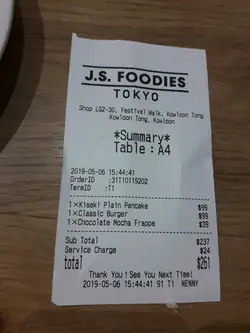 J.S. FOODIES
TOKYO
Shop LG2-30, Festival Walk, Kowloon Tong
Kowloon Tong, Kowloon
*Summary*
Table : A4
2019-05-06 15:44:41
OrderID :31T10119202
TermID :T1
1×Kiseki Plain Pancake $99
1×Classic Burger $99
1×Chocolate Mocha Frappe $39
Sub Total $237
Service Charge $24
total $261
Thank You ! See You Next Time!
2019-05-06 15:44:41 91 T1 NENNY